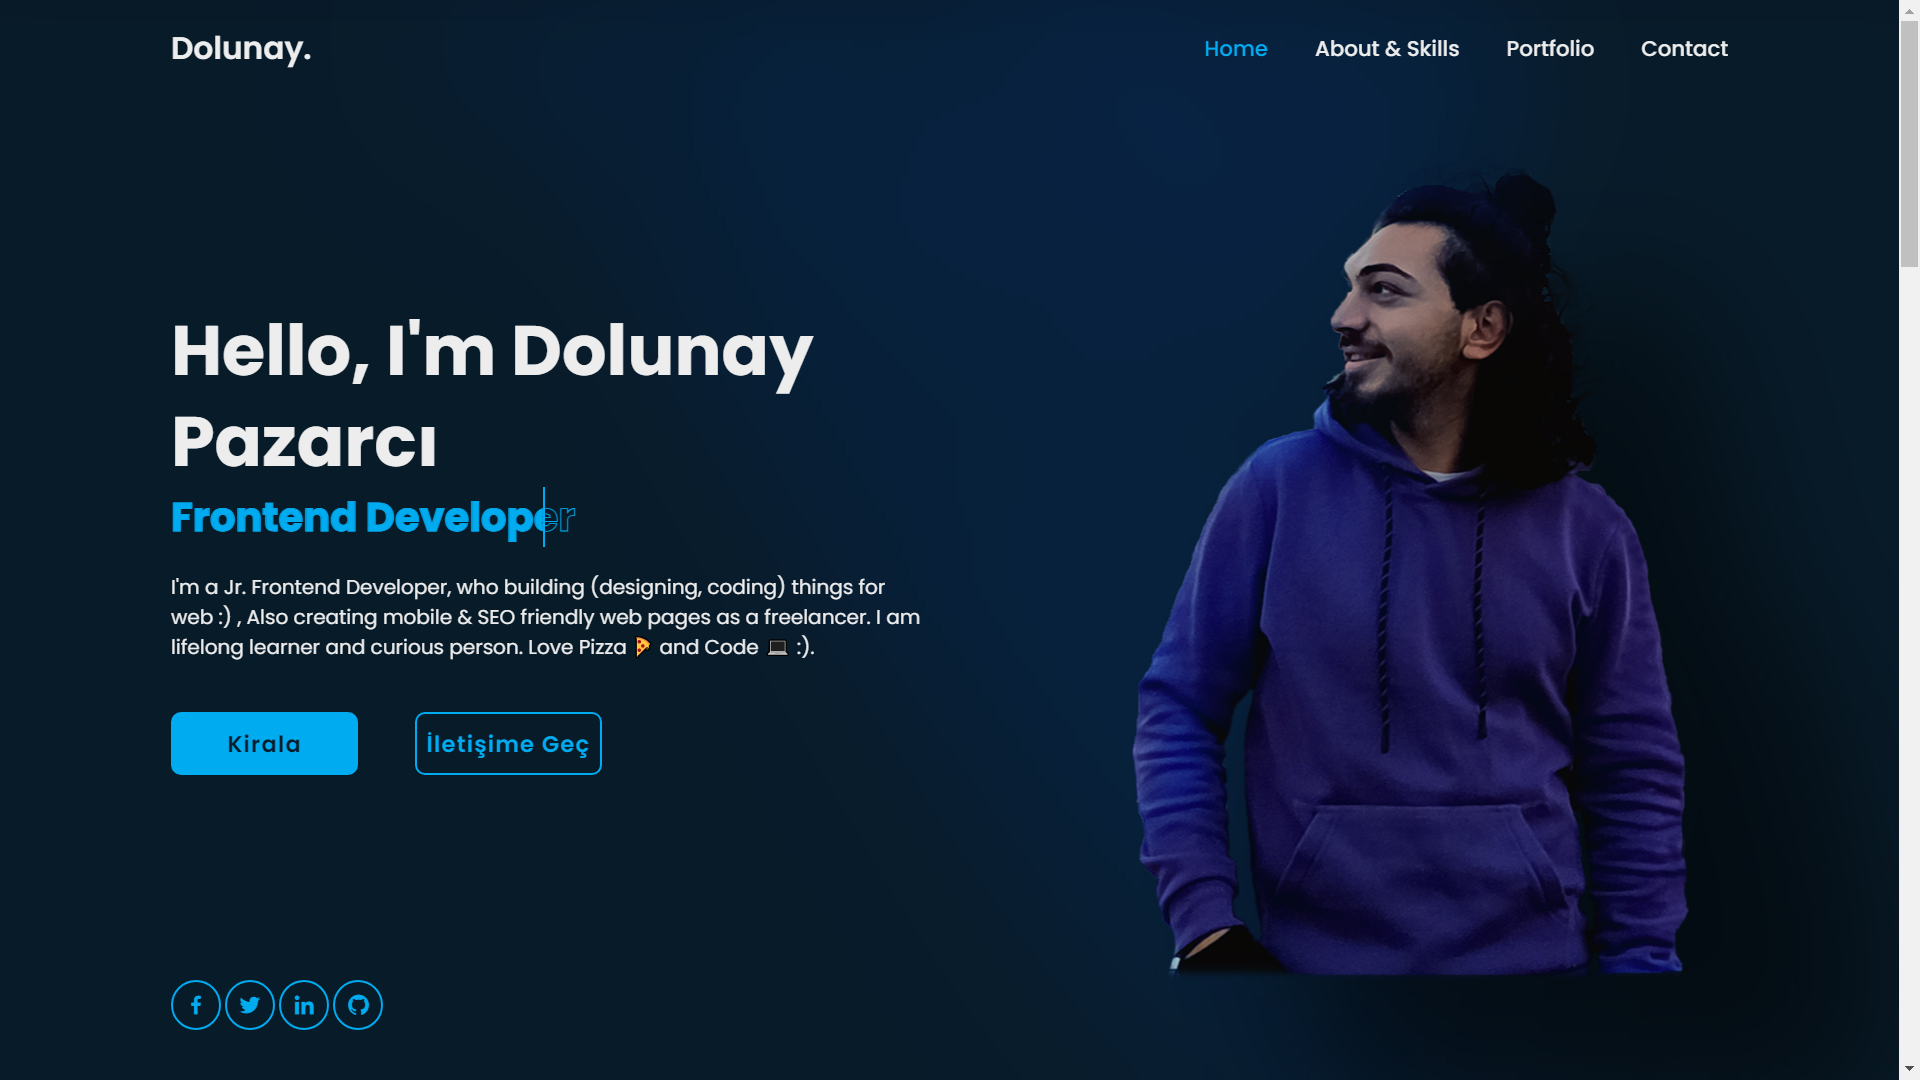 Dolunay.
Home
About & Skills
Portfolio
Contact
Hello, I'm Dolunay
Pazarcı
Frontend Developer
I'm a Jr. Frontend Developer, who building (designing, coding) things for
web :) , Also creating mobile & SEO friendly web pages as a freelancer. I am
lifelong learner and curious person. Love Pizza 🍕 and Code 💻 :).
Kirala
İletişime Geç